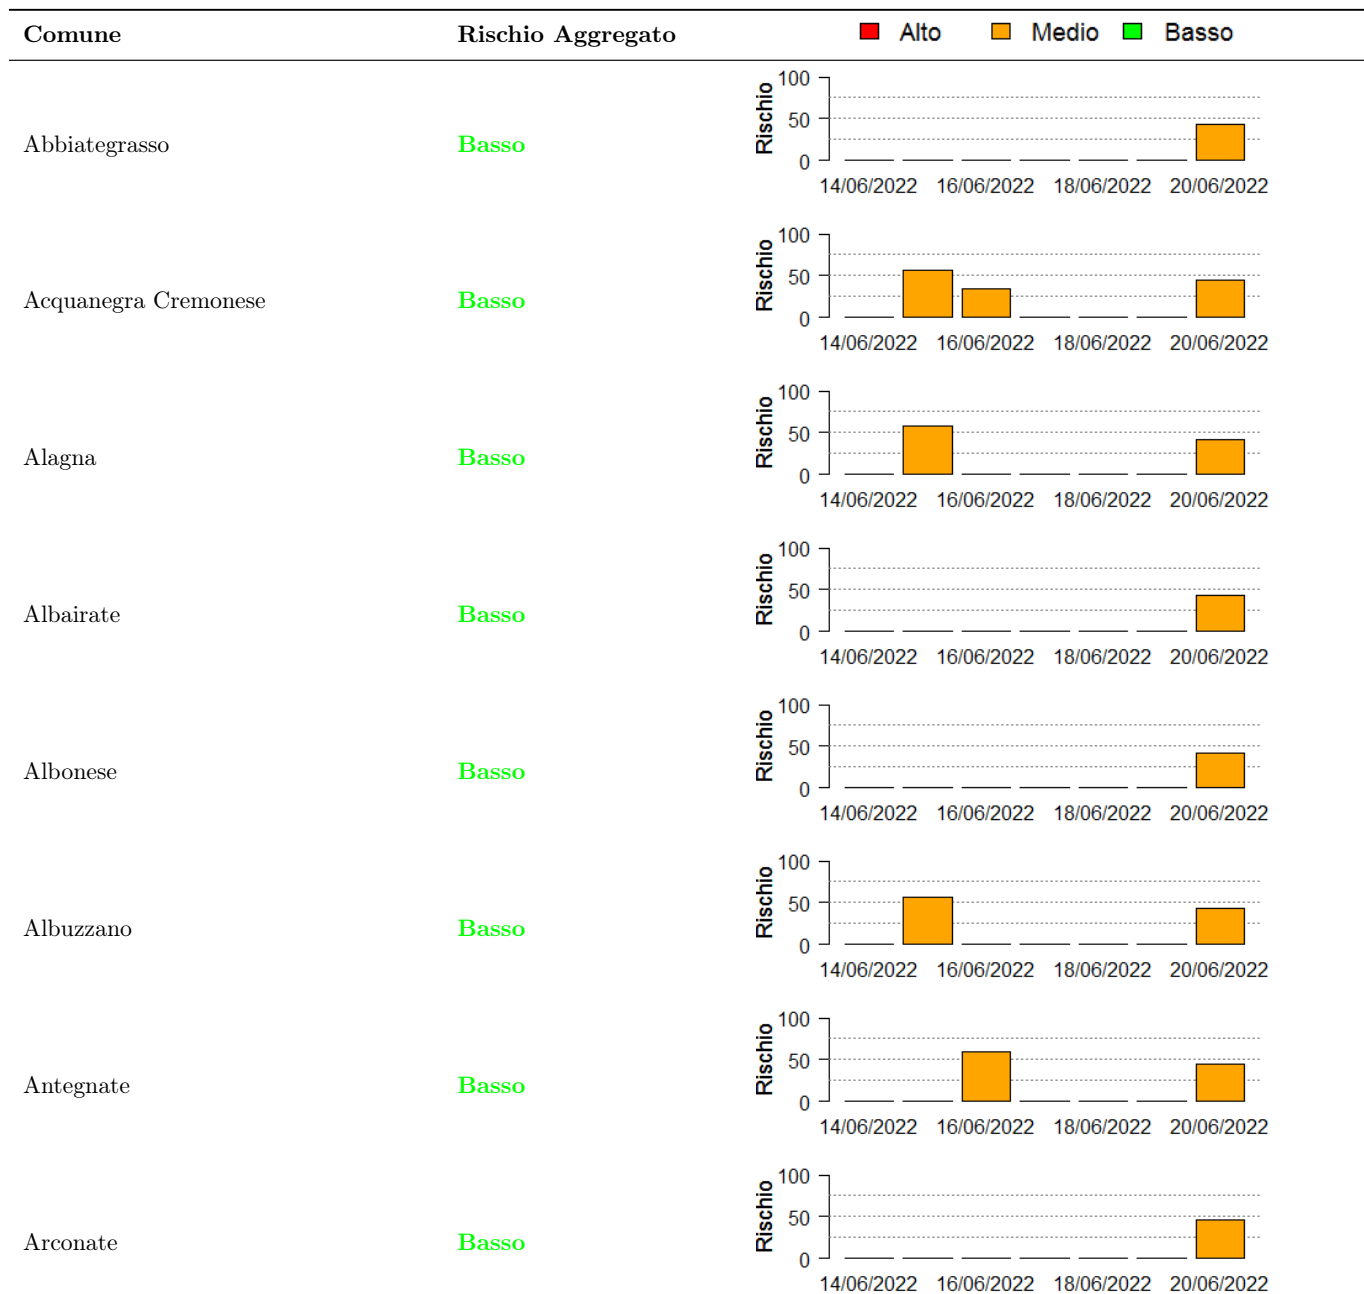 Comune Rischio Aggregato Alto Medio Basso
Abbiategrasso Basso Rischio 100 50 0
14/06/2022 16/06/2022 18/06/2022 20/06/2022
Acquanegra Cremonese Basso Rischio 100 50 0
14/06/2022 16/06/2022 18/06/2022 20/06/2022
Alagna Basso Rischio 100 50 0
14/06/2022 16/06/2022 18/06/2022 20/06/2022
Albairate Basso Rischio 100 50 0
14/06/2022 16/06/2022 18/06/2022 20/06/2022
Albonese Basso Rischio 100 50 0
14/06/2022 16/06/2022 18/06/2022 20/06/2022
Albuzzano Basso Rischio 100 50 0
14/06/2022 16/06/2022 18/06/2022 20/06/2022
Antegnate Basso Rischio 100 50 0
14/06/2022 16/06/2022 18/06/2022 20/06/2022
Arconate Basso Rischio 100 50 0
14/06/2022 16/06/2022 18/06/2022 20/06/2022